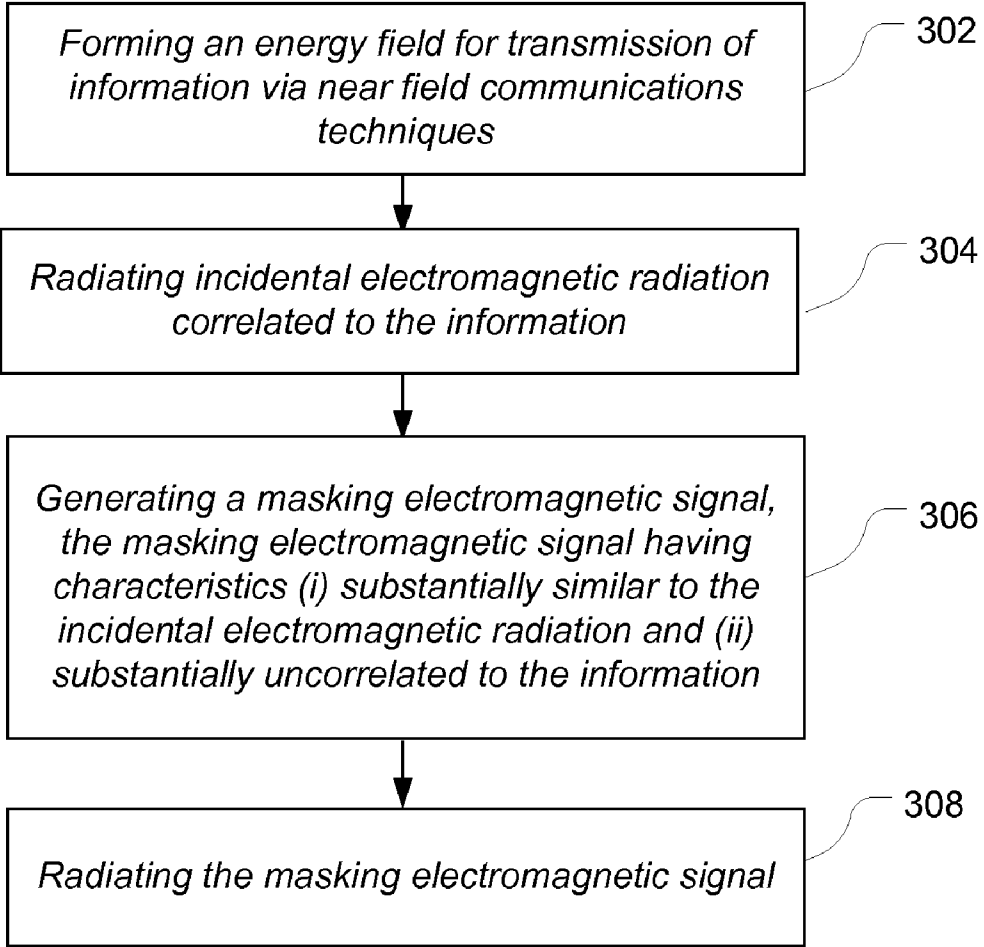 Forming an energy field for transmission of
information via near field communications
techniques
302
Radiating incidental electromagnetic radiation
correlated to the information
304
Generating a masking electromagnetic signal,
the masking electromagnetic signal having
characteristics (i) substantially similar to the
incidental electromagnetic radiation and (ii)
substantially uncorrelated to the information
306
Radiating the masking electromagnetic signal
308